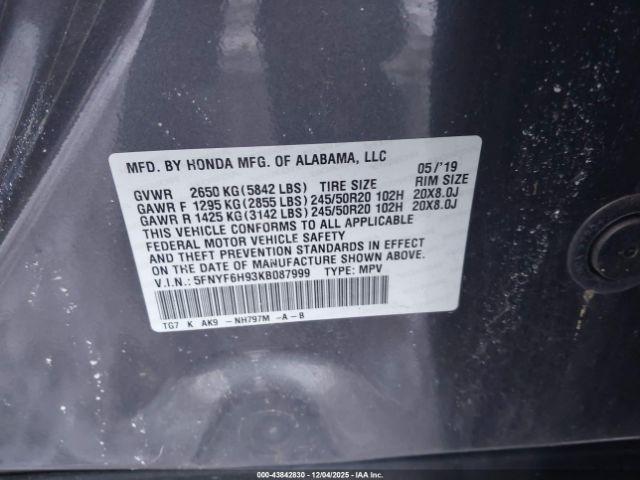 MFD. BY HONDA MFG. OF ALABAMA, LLC 05/'19
GVWR 2650 KG(5842 LBS) TIRE SIZE RIM SIZE
GAWR F 1295 KG(2855 LBS)245/50R20 102H 20X8.0J
GAWR R 1425 KG(3142 LBS)245/50R20 102H 20X8.0J
THIS VEHICLE CONFORMS TO ALL APPLICABLE
FEDERAL MOTOR VEHICLE SAFETY
AND THEFT PREVENTION STANDARDS IN EFFECT
ON THE DATE OF MANUFACTURE SHOWN ABOVE.
V.I.N.: 5FNYF6H93KB087999 TYPE: MPV
TG7 K AK9 -NH797M -A-B
00-43842830 - 12/04/2025 - IAAI.COM